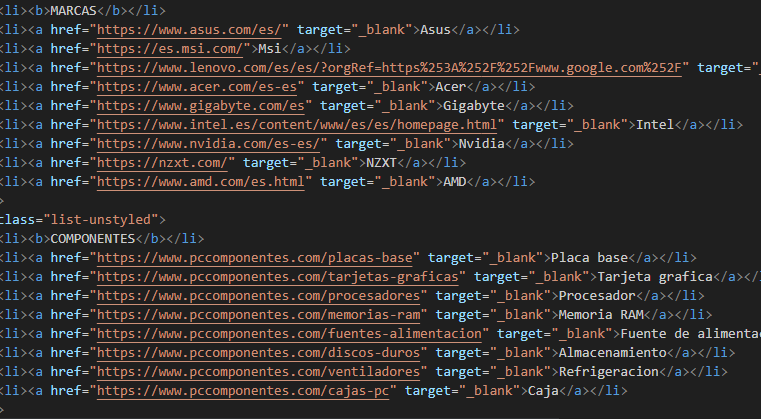 <li><b>MARCAS</b></li>
<li><a href="https://www.asus.com/es/" target="_blank">Asus</a></li>
<li><a href="https://es.msi.com/">Msi</a></li>
<li><a href="https://www.lenovo.com/es/es/?orgRef=https%253A%252F%252Fwww.google.com%252F" target="_
<li><a href="https://www.acer.com/es-es" target="_blank">Acer</a></li>
<li><a href="https://www.gigabyte.com/es" target="_blank">Gigabyte</a></li>
<li><a href="https://www.intel.es/content/www/es/es/homepage.html" target="_blank">Intel</a></li>
<li><a href="https://www.nvidia.com/es-es/" target="_blank">Nvidia</a></li>
<li><a href="https://nzxt.com/" target="_blank">NZXT</a></li>
<li><a href="https://www.amd.com/es.html" target="_blank">AMD</a></li>
>
class="list-unstyled">
<li><b>COMPONENTES</b></li>
<li><a href="https://www.pccomponentes.com/placas-base" target="_blank">Placa base</a></li>
<li><a href="https://www.pccomponentes.com/tarjetas-graficas" target="_blank">Tarjeta grafica</a></l
<li><a href="https://www.pccomponentes.com/procesadores" target="_blank">Procesador</a></li>
<li><a href="https://www.pccomponentes.com/memorias-ram" target="_blank">Memoria RAM</a></li>
<li><a href="https://www.pccomponentes.com/fuentes-alimentacion" target="_blank">Fuente de alimenta
<li><a href="https://www.pccomponentes.com/discos-duros" target="_blank">Almacenamiento</a></li>
<li><a href="https://www.pccomponentes.com/ventiladores" target="_blank">Refrigeracion</a></li>
<li><a href="https://www.pccomponentes.com/cajas-pc" target="_blank">Caja</a></li>
>